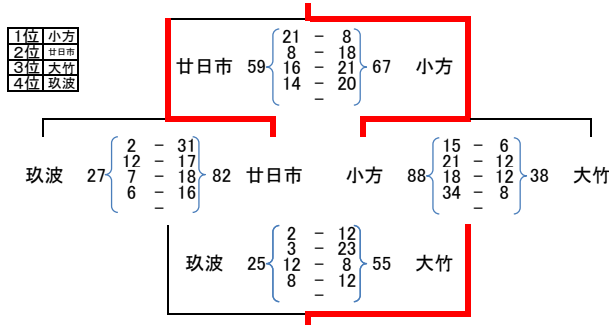 1位 小方
2位 廿日市
3位 大竹
4位 玖波
21 － 8
8 － 18
廿日市 59 16 － 21 67 小方
14 － 20
－
2 － 31
12 － 17
玖波 27 7 － 18 82 廿日市
6 － 16
－
15 － 6
21 － 12
小方 88 18 － 12 38 大竹
34 － 8
－
2 － 12
3 － 23
玖波 25 12 － 8 55 大竹
8 － 12
－